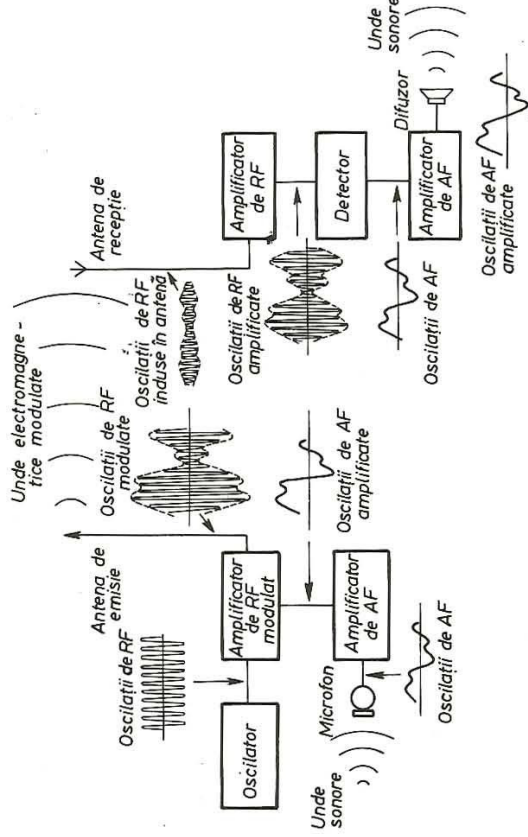 Unde electromagne-
tice modulate
Antena de
emisie
Oscilații de RF
Oscilator
Amplificator
de RF
modulat
Oscilații de RF
modulate
Oscilații de AF
amplificate
Amplificator
de AF
Microfon
Unde
sonore
Oscilații de AF
Antena de
recepție
Oscilații de RF
induse în antenă
Amplificator
de RF
Oscilații de RF
amplificate
Detector
Oscilații de AF
Amplificator
de AF
Difuzor
Unde
sonore
Oscilații de AF
amplificate